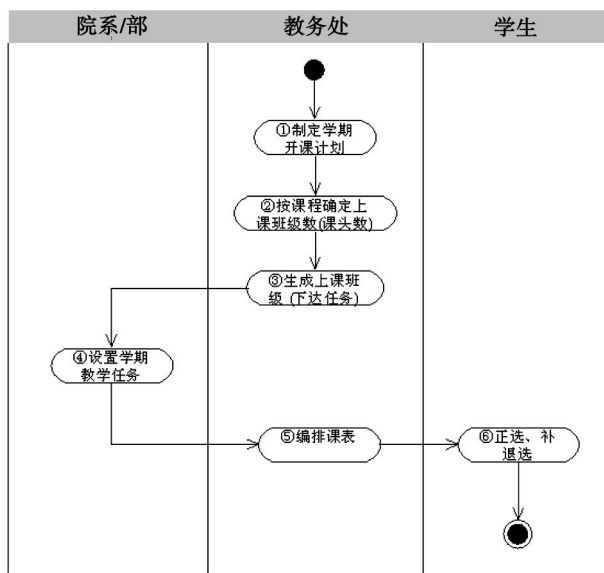 院系/部
教务处
学生
①制定学期
开课计划
②按课程确定上
课班级数(课头数)
③生成上课班
级 (下达任务)
④设置学期
教学任务
⑤编排课表
⑥正选、补
退选